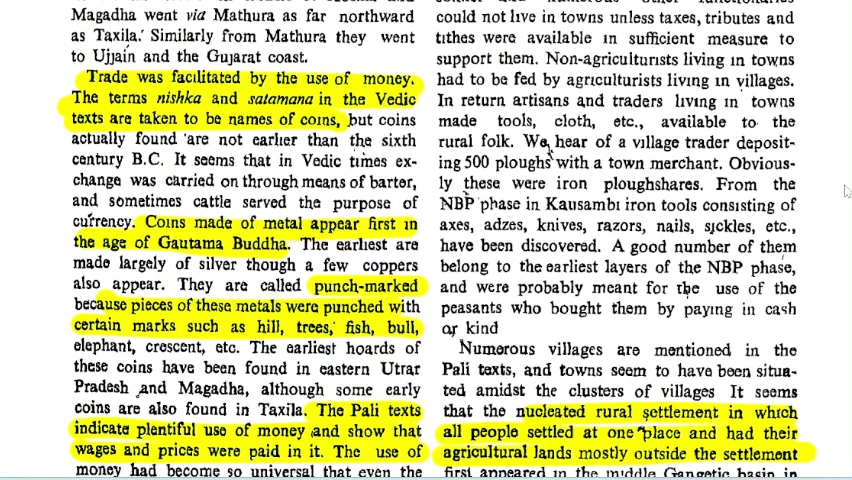 Magadha went via Mathura as far northward
as Taxila. Similarly from Mathura they went
to Ujjain and the Gujarat coast.
Trade was facilitated by the use of money.
The terms nishka and satamana in the Vedic
texts are taken to be names of coins, but coins
actually found are not earlier than the sixth
century B.C. It seems that in Vedic times ex-
change was carried on through means of barter,
and sometimes cattle served the purpose of
currency. Coins made of metal appear first in
the age of Gautama Buddha. The earliest are
made largely of silver though a few coppers
also appear. They are called punch-marked
because pieces of these metals were punched with
certain marks such as hill, trees, fish, bull,
elephant, crescent, etc. The earliest hoards of
these coins have been found in eastern Uttar
Pradesh and Magadha, although some early
coins are also found in Taxila. The Pali texts
indicate plentiful use of money and show that
wages and prices were paid in it. The use of
money had become so universal that even the
could not live in towns unless taxes, tributes and
tithes were available in sufficient measure to
support them. Non-agriculturists living in towns
had to be fed by agriculturists living in villages.
In return artisans and traders living in towns
made tools, cloth, etc., available to the
rural folk. We hear of a village trader deposit-
ing 500 ploughs with a town merchant. Obvious-
ly these were iron ploughshares. From the
NBP phase in Kausambi iron tools consisting of
axes, adzes, knives, razors, nails, sickles, etc.,
have been discovered. A good number of them
belong to the earliest layers of the NBP phase,
and were probably meant for the use of the
peasants who bought them by paying in cash
or kind
Numerous villages are mentioned in the
Pali texts, and towns seem to have been situa-
ted amidst the clusters of villages It seems
that the nucleated rural settlement in which
all people settled at one place and had their
agricultural lands mostly outside the settlement
first appeared in the middle Gangetic basin in